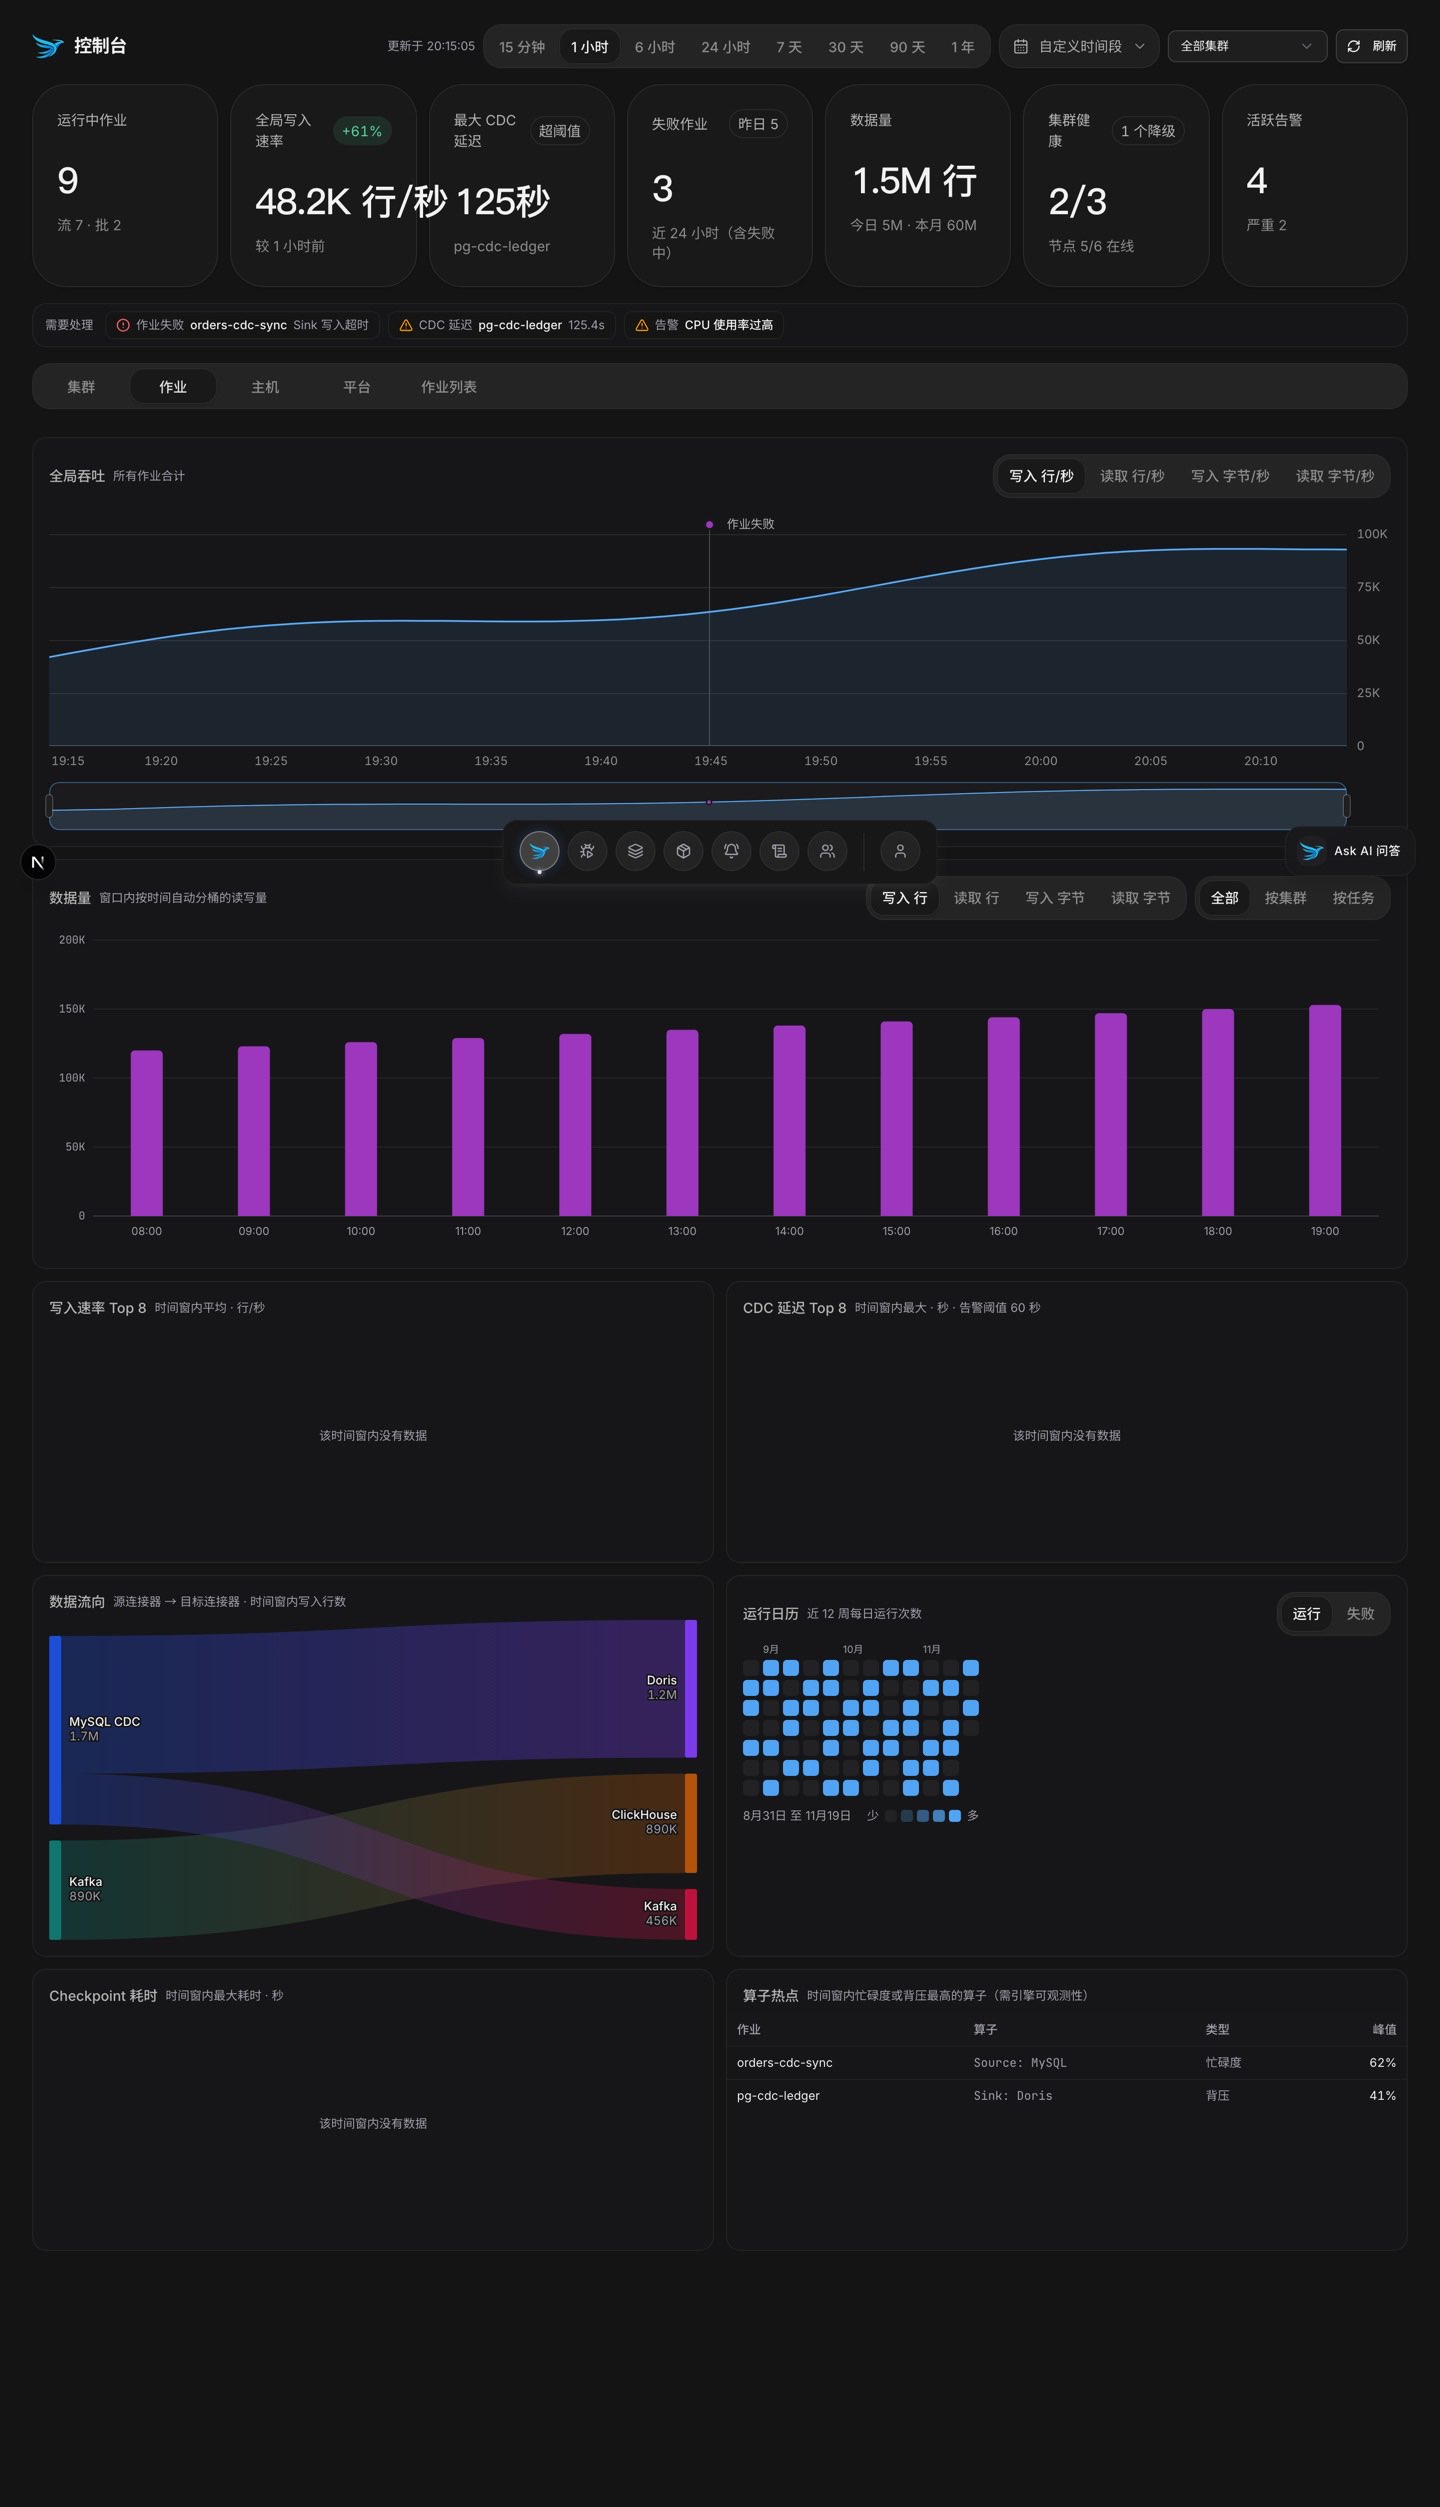 控制台
更新于 20:15:05
15 分钟 1 小时 6 小时 24 小时 7 天 30 天 90 天 1 年
自定义时间段
全部集群
刷新
运行中作业
9
流 7 · 批 2
全局写入
速率
+61%
48.2K 行/秒
较 1 小时前
最大 CDC
延迟
超阈值
125秒
pg-cdc-ledger
失败作业
昨日 5
3
近 24 小时（含失败
中）
数据量
1.5M 行
今日 5M · 本月 60M
集群健
康
1 个降级
2/3
节点 5/6 在线
活跃告警
4
严重 2
需要处理
作业失败 orders-cdc-sync Sink 写入超时
CDC 延迟 pg-cdc-ledger 125.4s
告警 CPU 使用率过高
集群 作业 主机 平台 作业列表
全局吞吐 所有作业合计
写入 行/秒 读取 行/秒 写入 字节/秒 读取 字节/秒
作业失败
100K
75K
50K
25K
0
19:15 19:20 19:25 19:30 19:35 19:40 19:45 19:50 19:55 20:00 20:05 20:10
N
Ask AI 问答
数据量 窗口内按时间自动分桶的读写量
写入 行 读取 行 写入 字节 读取 字节
全部 按集群 按任务
200K
150K
100K
50K
0
08:00 09:00 10:00 11:00 12:00 13:00 14:00 15:00 16:00 17:00 18:00 19:00
写入速率 Top 8 时间窗内平均 · 行/秒
该时间窗内没有数据
CDC 延迟 Top 8 时间窗内最大 · 秒 · 告警阈值 60 秒
该时间窗内没有数据
数据流向 源连接器 → 目标连接器 · 时间窗内写入行数
MySQL CDC
1.7M
Kafka
890K
Doris
1.2M
ClickHouse
890K
Kafka
456K
运行日历 近 12 周每日运行次数
运行 失败
9月 10月 11月
8月31日 至 11月19日 少 多
Checkpoint 耗时 时间窗内最大耗时 · 秒
该时间窗内没有数据
算子热点 时间窗内忙碌度或背压最高的算子（需引擎可观测性）
作业 算子 类型 峰值
orders-cdc-sync Source: MySQL 忙碌度 62%
pg-cdc-ledger Sink: Doris 背压 41%